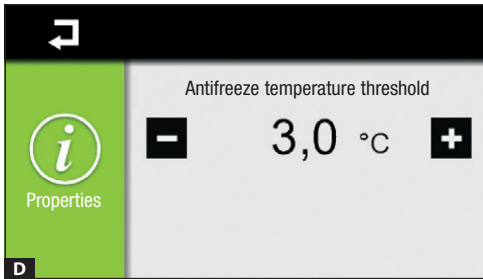 Antifreeze temperature threshold
- 3,0 °C +
i
Properties
D